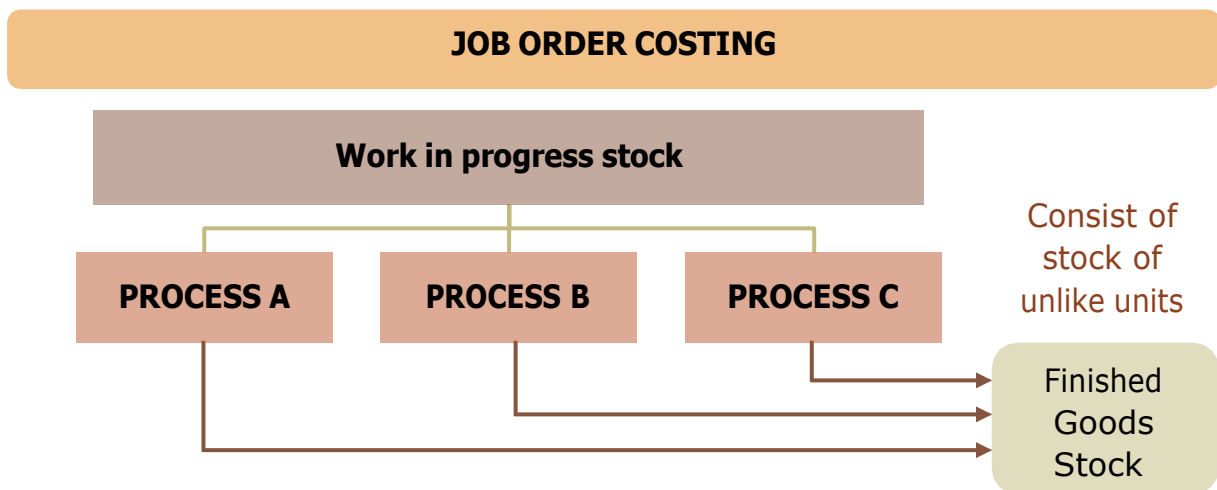 JOB ORDER COSTING
Work in progress stock
PROCESS A
PROCESS B
PROCESS C
Consist of
stock of
unlike units
Finished
Goods
Stock